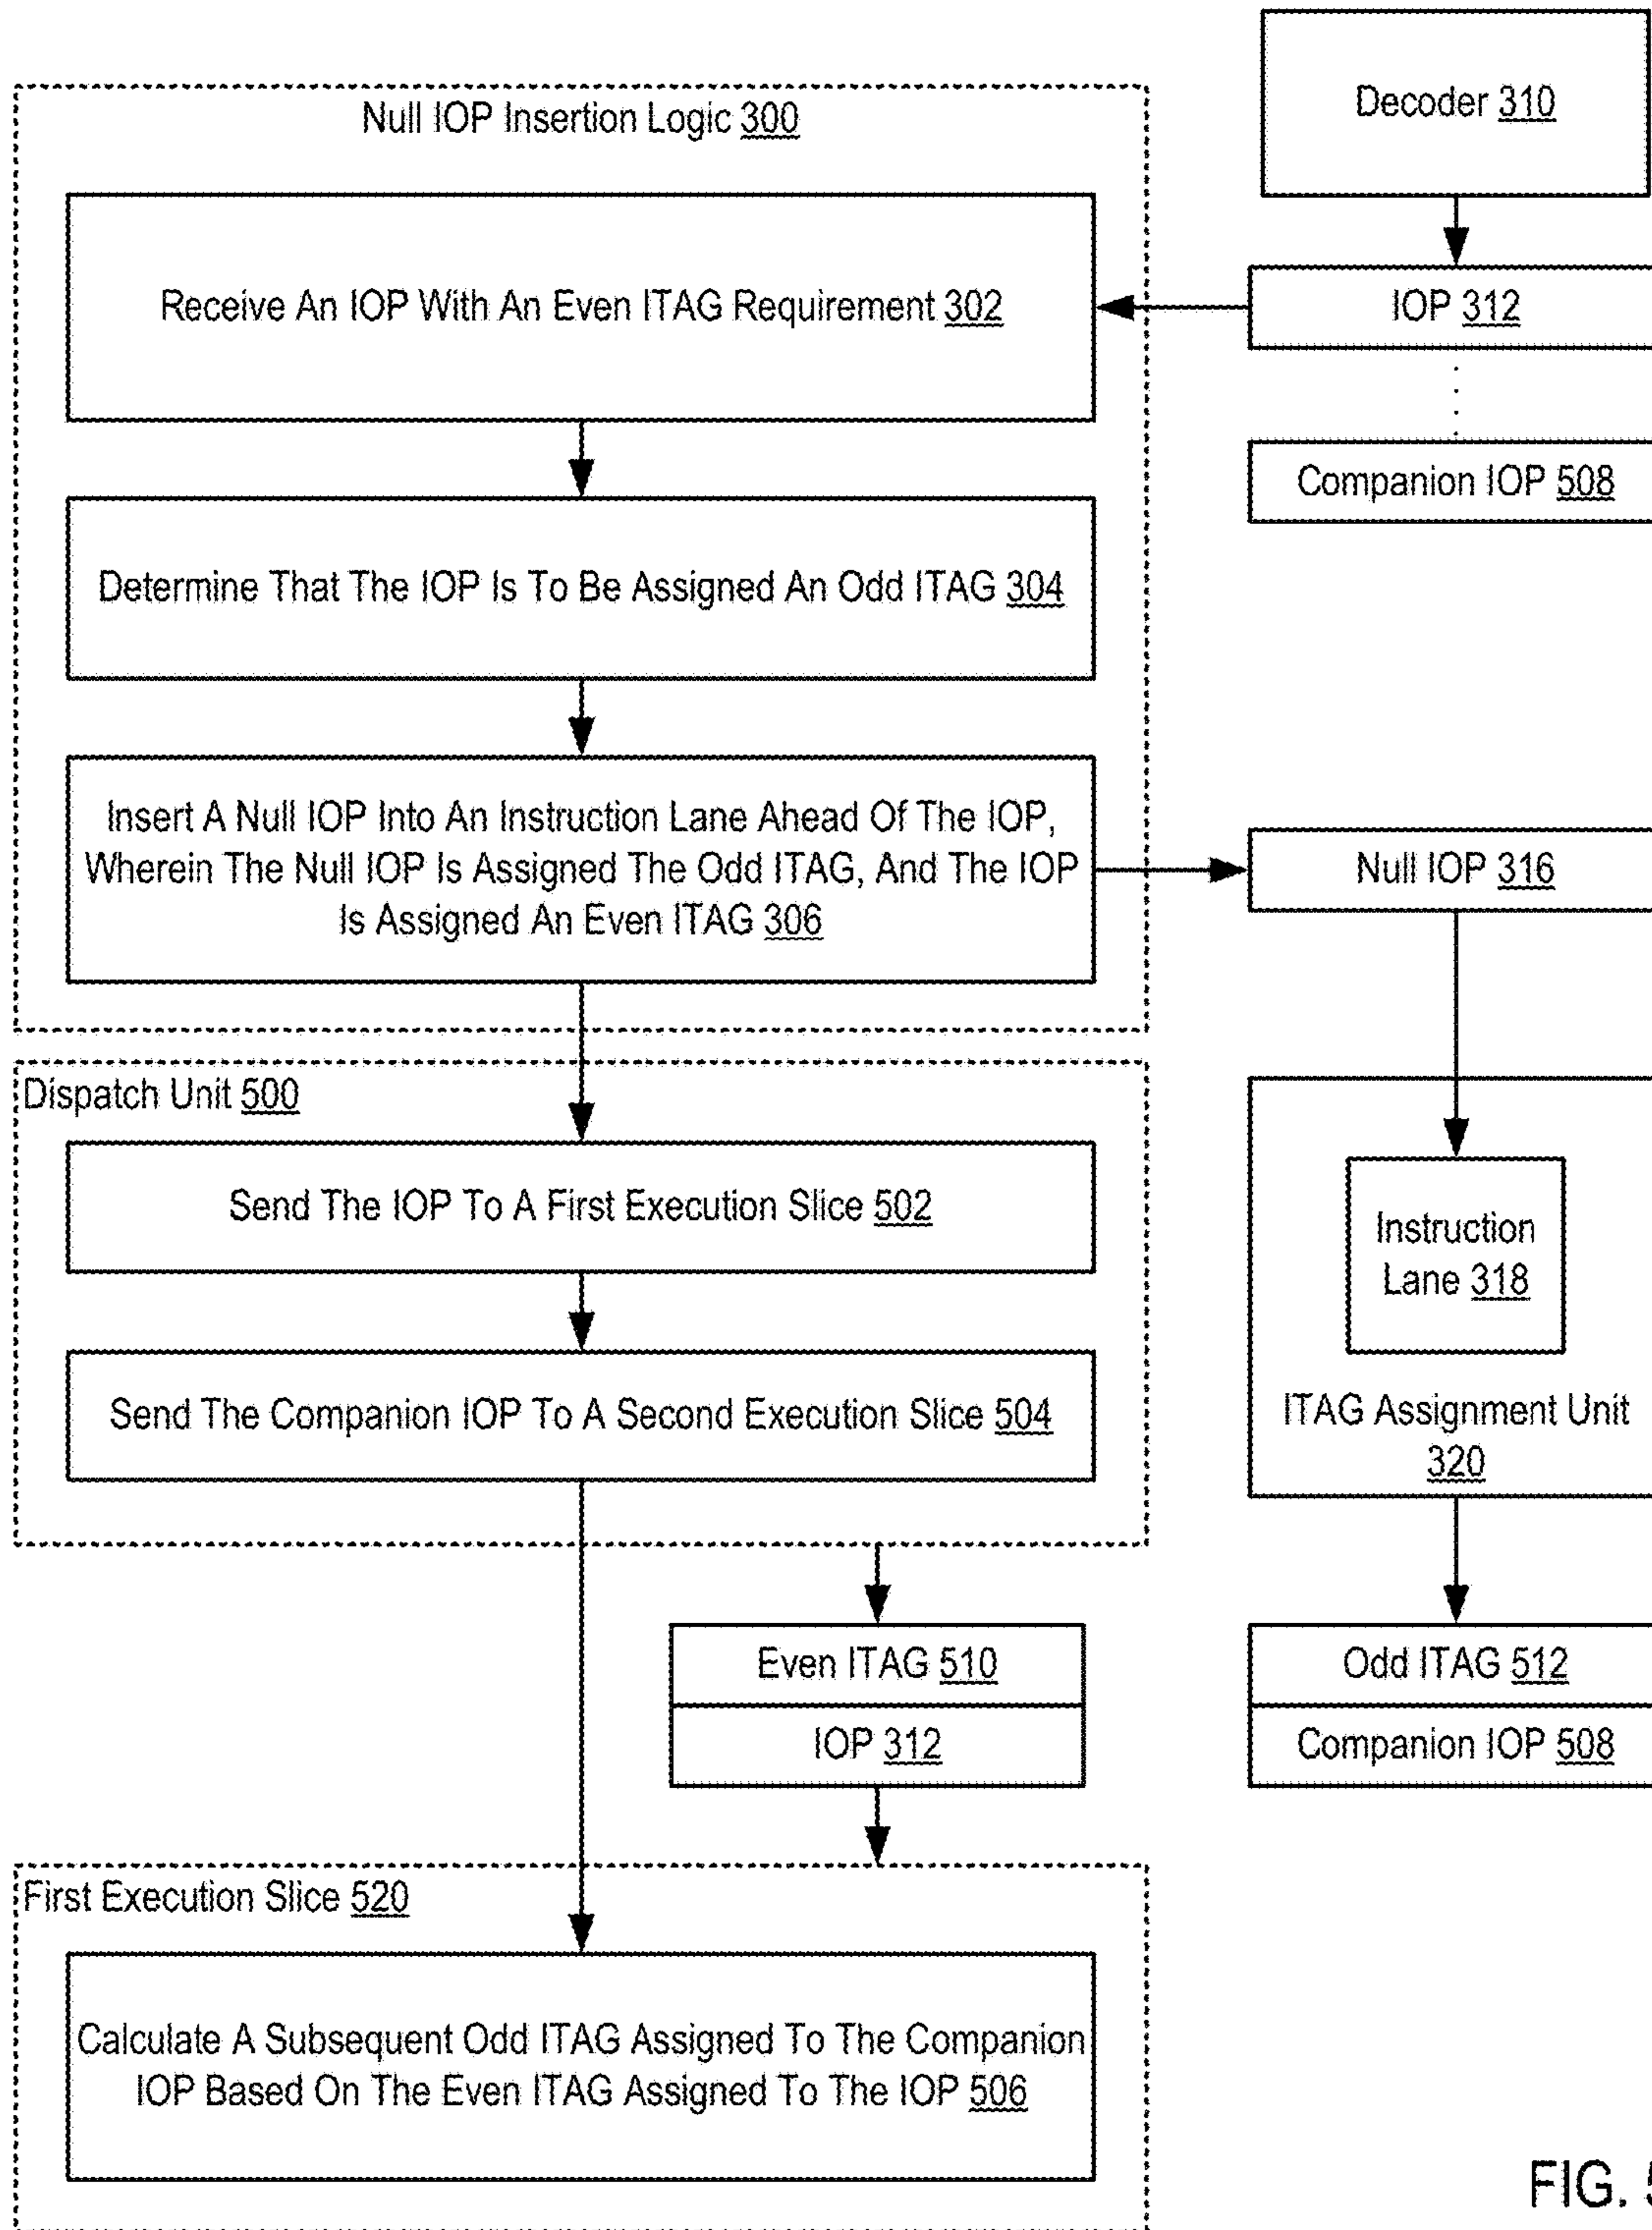 Decoder 310
Null IOP Insertion Logic 300
Receive An IOP With An Even ITAG Requirement 302
IOP 312
Companion IOP 508
Determine That The IOP Is To Be Assigned An Odd ITAG 304
Insert A Null IOP Into An Instruction Lane Ahead Of The IOP,
Wherein The Null IOP Is Assigned The Odd ITAG, And The IOP
Is Assigned An Even ITAG 306
Null IOP 316
Dispatch Unit 500
Send The IOP To A First Execution Slice 502
Send The Companion IOP To A Second Execution Slice 504
Instruction
Lane 318
ITAG Assignment Unit
320
Even ITAG 510
IOP 312
Odd ITAG 512
Companion IOP 508
First Execution Slice 520
Calculate A Subsequent Odd ITAG Assigned To The Companion
IOP Based On The Even ITAG Assigned To The IOP 506
FIG. 5